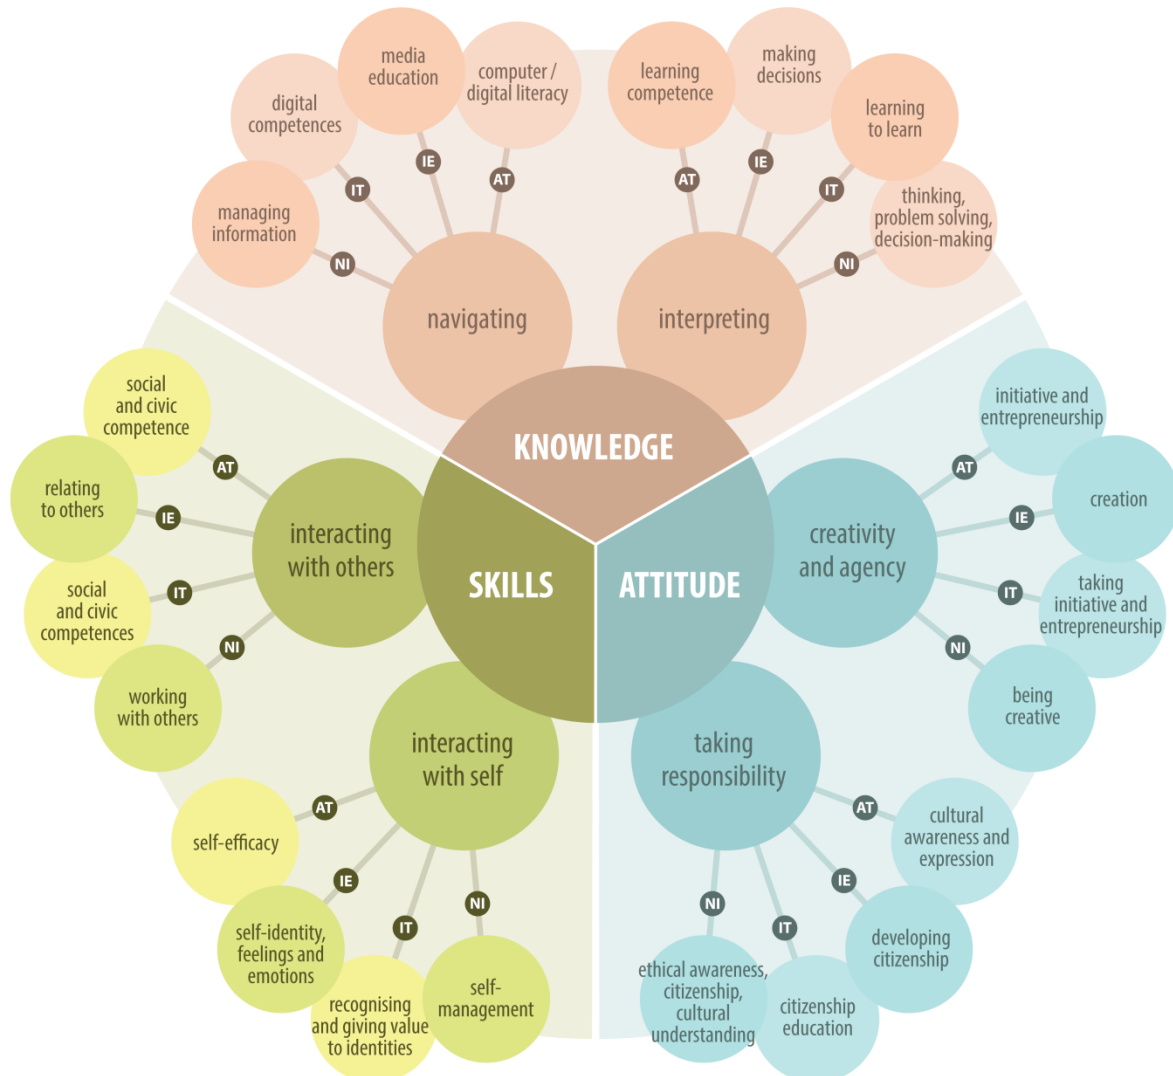 media
education
computer /
digital literacy
digital
competences
managing
information
IE
AT
IT
NI
navigating
learning
competence
making
decisions
learning
to learn
thinking,
problem solving,
decision-making
AT
IE
IT
NI
interpreting
KNOWLEDGE
SKILLS
ATTITUDE
social
and civic
competence
relating
to others
social
and civic
competences
working
with others
AT
IE
IT
NI
interacting
with others
interacting
with self
AT
IE
IT
NI
self-efficacy
self-identity,
feelings and
emotions
recognising
and giving value
to identities
self-
management
creativity
and agency
AT
IE
IT
NI
initiative and
entrepreneurship
creation
taking
initiative and
entrepreneurship
being
creative
taking
responsibility
AT
IE
IT
NI
cultural
awareness and
expression
developing
citizenship
citizenship
education
ethical awareness,
citizenship,
cultural
understanding